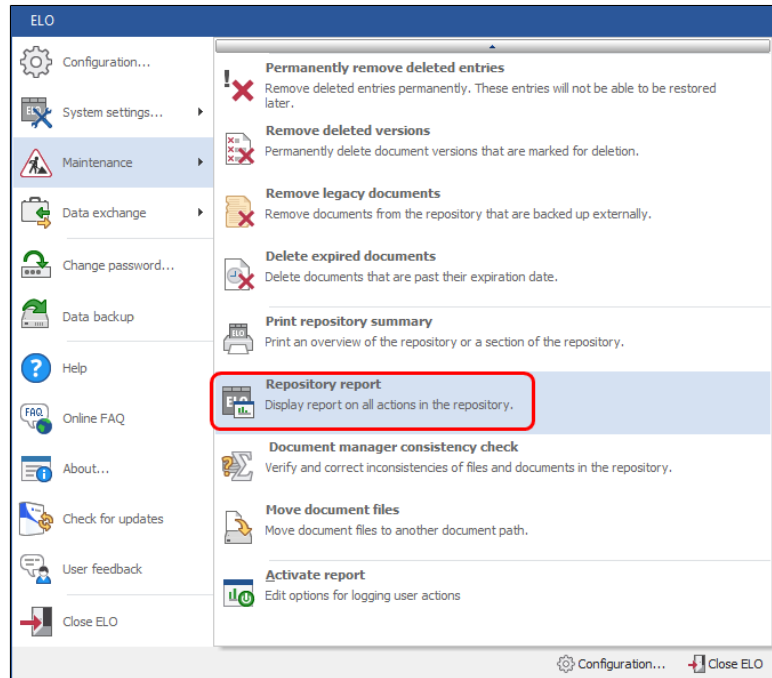 ELO
Configuration...
System settings...
Maintenance
Data exchange
Change password...
Data backup
Help
Online FAQ
About...
Check for updates
User feedback
Close ELO
Permanently remove deleted entries
Remove deleted entries permanently. These entries will not be able to be restored
later.
Remove deleted versions
Permanently delete document versions that are marked for deletion.
Remove legacy documents
Remove documents from the repository that are backed up externally.
Delete expired documents
Delete documents that are past their expiration date.
Print repository summary
Print an overview of the repository or a section of the repository.
Repository report
Display report on all actions in the repository.
Document manager consistency check
Verify and correct inconsistencies of files and documents in the repository.
Move document files
Move document files to another document path.
Activate report
Edit options for logging user actions
Configuration...
Close ELO
FAQ